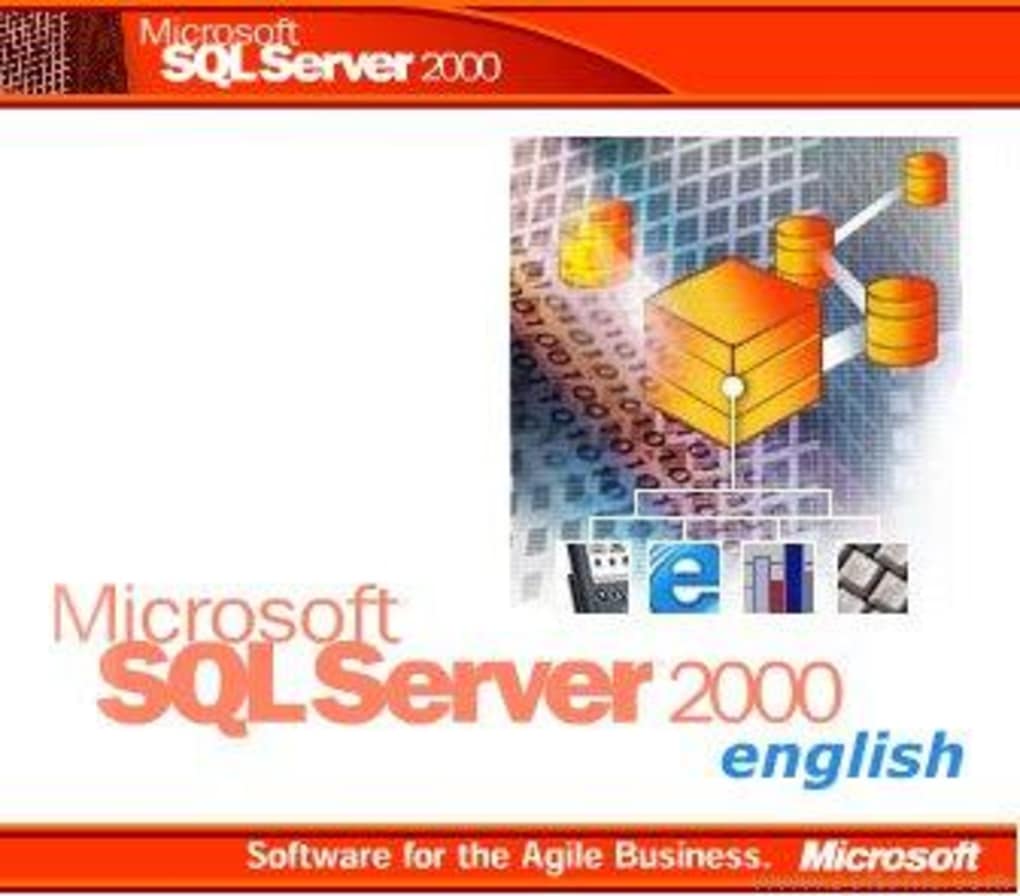 Microsoft
SQL Server 2000
Microsoft
SQL Server 2000
english
Software for the Agile Business. Microsoft